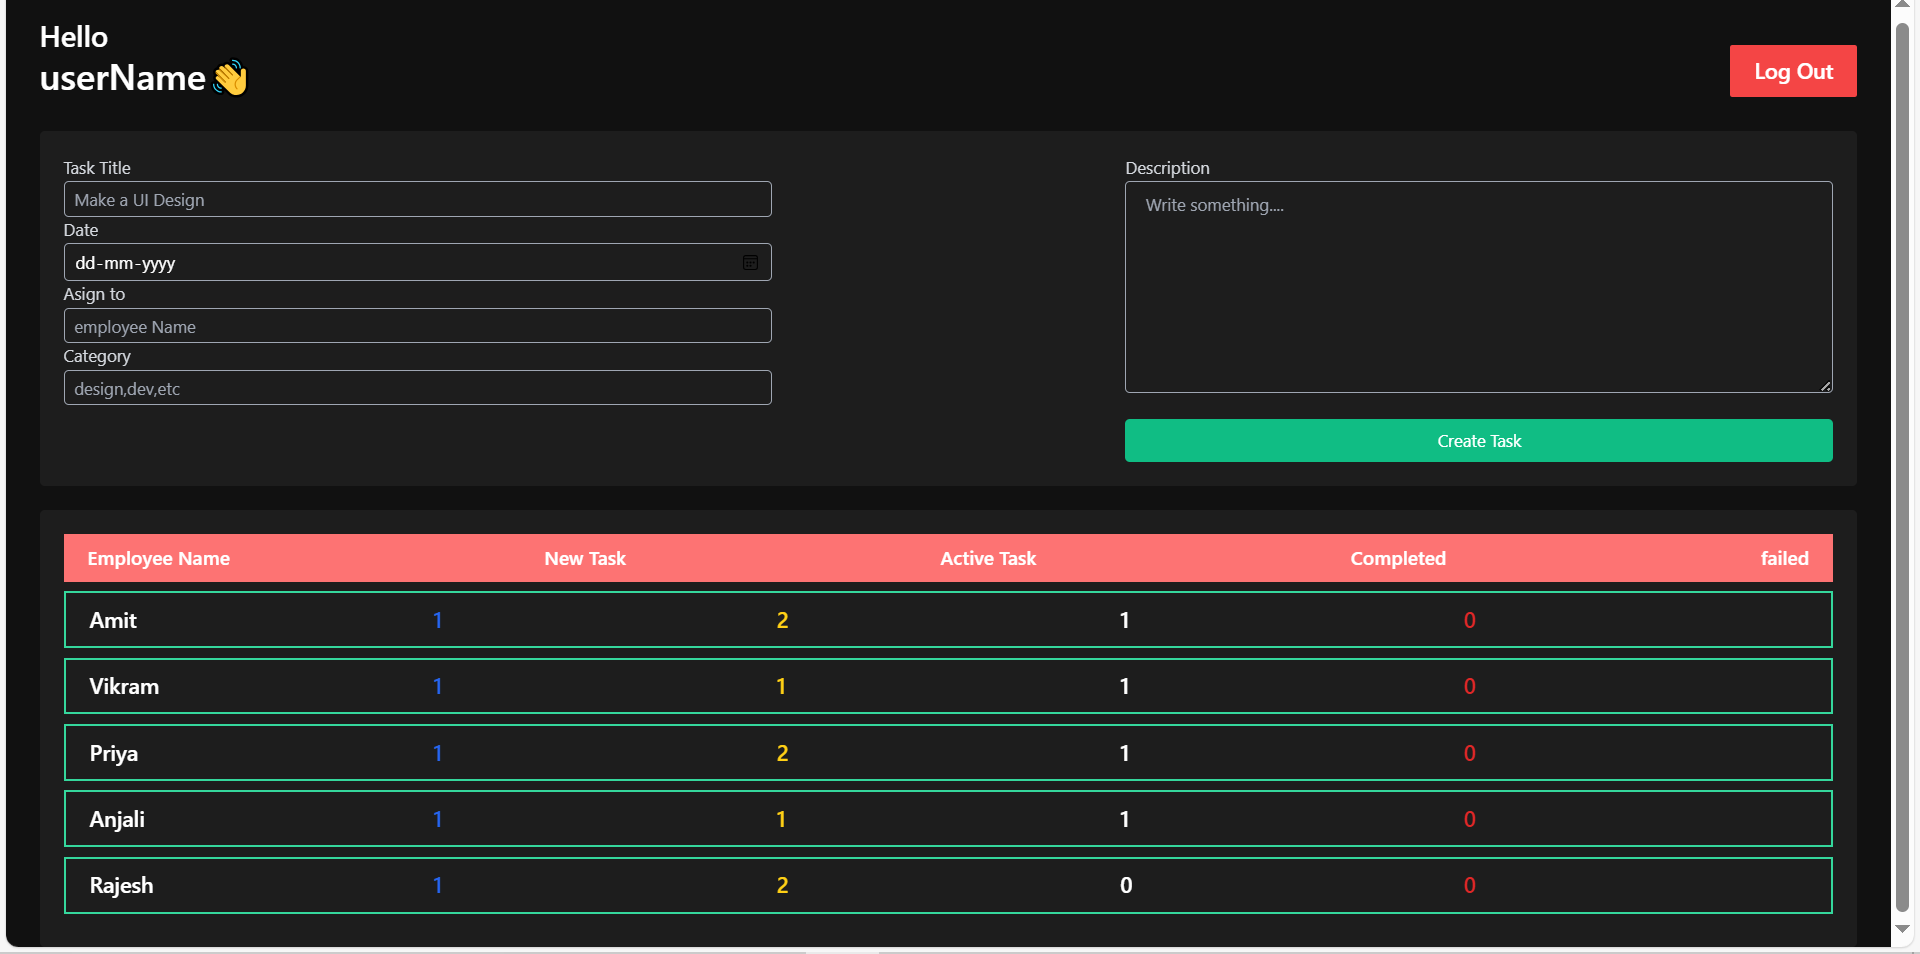 Hello
userName👋
Log Out
Task Title
Make a UI Design
Date
dd-mm-yyyy
Asign to
employee Name
Category
design,dev,etc
Description
Write something....
Create Task
Employee Name New Task Active Task Completed failed
Amit 1 2 1 0
Vikram 1 1 1 0
Priya 1 2 1 0
Anjali 1 1 1 0
Rajesh 1 2 0 0